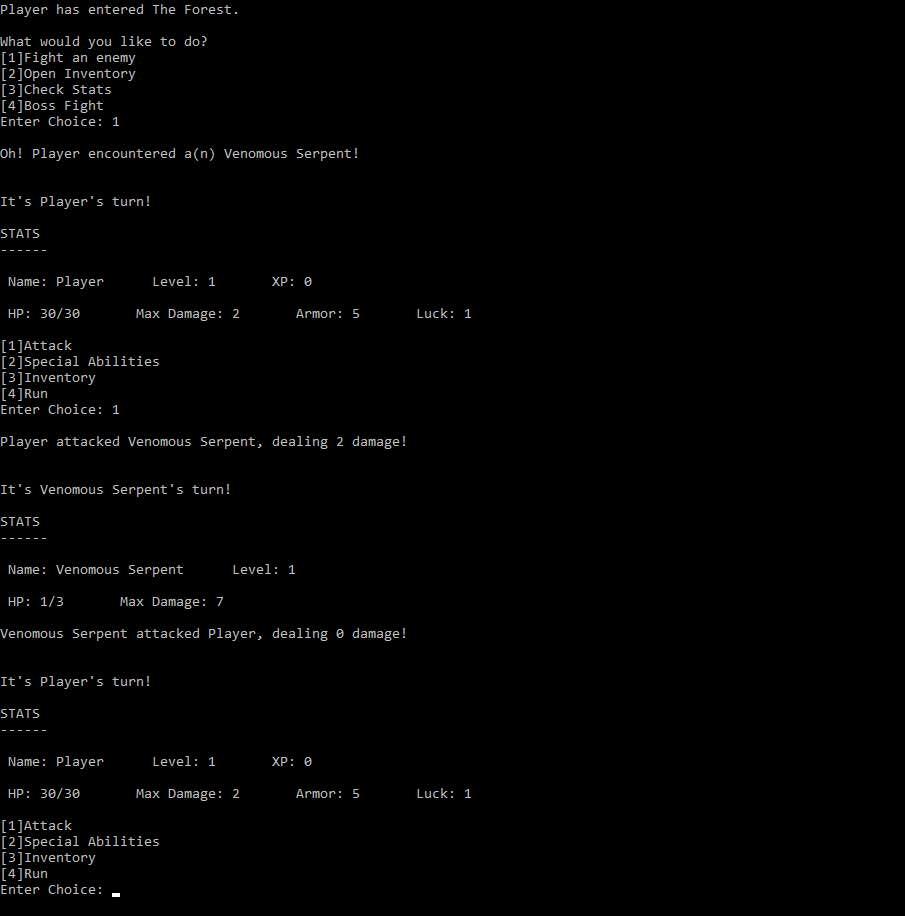 Player has entered The Forest.
What would you like to do?
[1]Fight an enemy
[2]Open Inventory
[3]Check Stats
[4]Boss Fight
Enter Choice: 1
Oh! Player encountered a(n) Venomous Serpent!
It's Player's turn!
STATS
------
Name: Player      Level: 1       XP: 0
HP: 30/30       Max Damage: 2       Armor: 5       Luck: 1
[1]Attack
[2]Special Abilities
[3]Inventory
[4]Run
Enter Choice: 1
Player attacked Venomous Serpent, dealing 2 damage!
It's Venomous Serpent's turn!
STATS
------
Name: Venomous Serpent      Level: 1
HP: 1/3       Max Damage: 7
Venomous Serpent attacked Player, dealing 0 damage!
It's Player's turn!
STATS
------
Name: Player      Level: 1       XP: 0
HP: 30/30       Max Damage: 2       Armor: 5       Luck: 1
[1]Attack
[2]Special Abilities
[3]Inventory
[4]Run
Enter Choice: